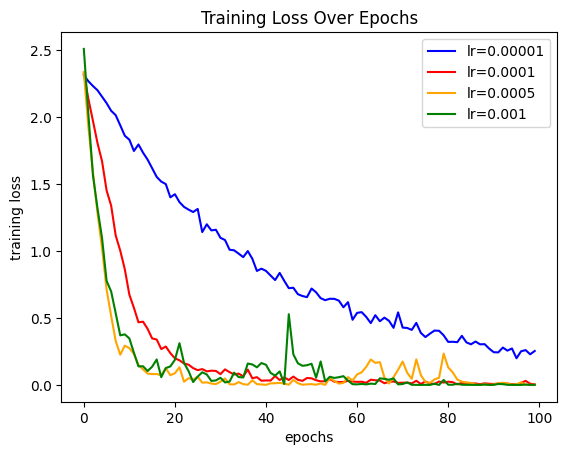 Training Loss Over Epochs
training loss
2.5
2.0
1.5
1.0
0.5
0.0
lr=0.00001
lr=0.0001
lr=0.0005
lr=0.001
0 20 40 60 80 100
epochs